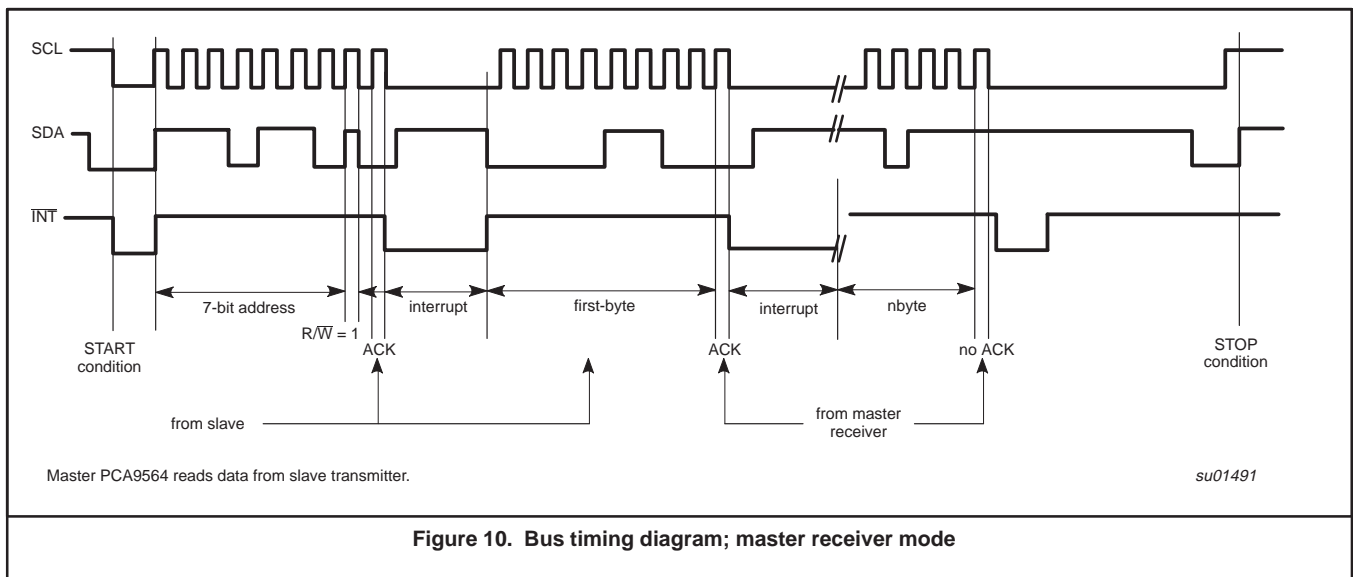 SCL
SDA
INT
7-bit address
interrupt
first-byte
interrupt
nbyte
R/W = 1
START
condition
ACK
ACK
no ACK
STOP
condition
from slave
from master
receiver
Master PCA9564 reads data from slave transmitter.
su01491
Figure 10. Bus timing diagram; master receiver mode